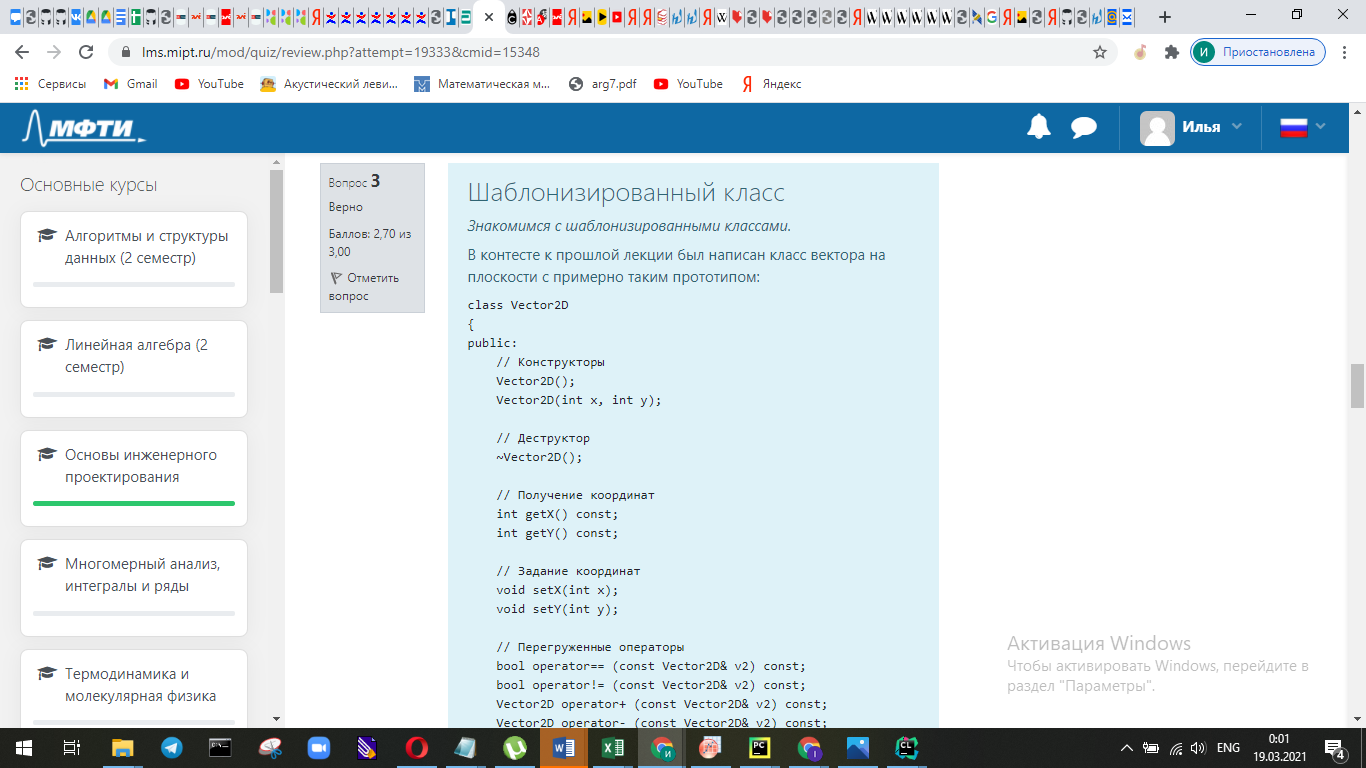 lms.mipt.ru/mod/quiz/review.php?attempt=19333&cmid=15348
И Приостановлена
Сервисы Gmail YouTube Акустический леви... Математическая м... arg7.pdf YouTube Яндекс
МФТИ Илья
Основные курсы
Алгоритмы и структуры
данных (2 семестр)
Линейная алгебра (2
семестр)
Основы инженерного
проектирования
Многомерный анализ,
интегралы и ряды
Термодинамика и
молекулярная физика
Вопрос 3
Верно
Баллов: 2,70 из
3,00
Отметить
вопрос
Шаблонизированный класс
Знакомимся с шаблонизированными классами.
В контесте к прошлой лекции был написан класс вектора на
плоскости с примерно таким прототипом:
class Vector2D
{
public:
    // Конструкторы
    Vector2D();
    Vector2D(int x, int y);
    // Деструктор
    ~Vector2D();
    // Получение координат
    int getX() const;
    int getY() const;
    // Задание координат
    void setX(int x);
    void setY(int y);
    // Перегруженные операторы
    bool operator== (const Vector2D& v2) const;
    bool operator!= (const Vector2D& v2) const;
    Vector2D operator+ (const Vector2D& v2) const;
    Vector2D operator- (const Vector2D& v2) const;
Активация Windows
Чтобы активировать Windows, перейдите в
раздел "Параметры".
ENG
0:01
19.03.2021
4